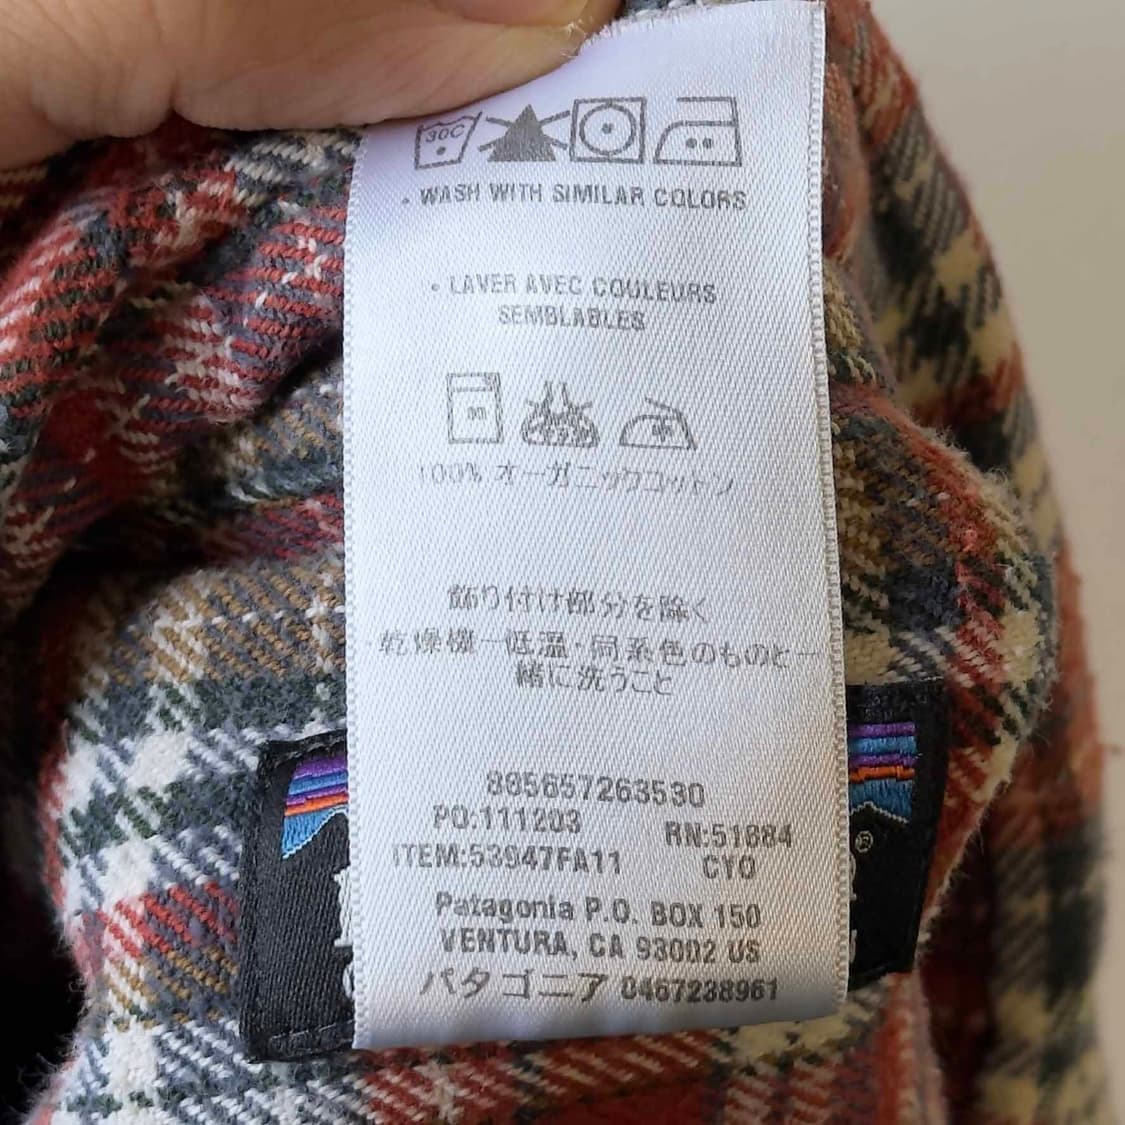 30C
. WASH WITH SIMILAR COLORS
• LAVER AVEC COULEURS
SEMBLABLES
30
100% オーガニックコットン
飾り付け部分を除く
乾燥機一低温・同系色のものと一
緒に洗うこと
885657263530
PO:111203 RN:51884
ITEM:53947FA11 CYO
Patagonia P.O. BOX 150
VENTURA, CA 93002 US
パタゴニア 0467238961
®